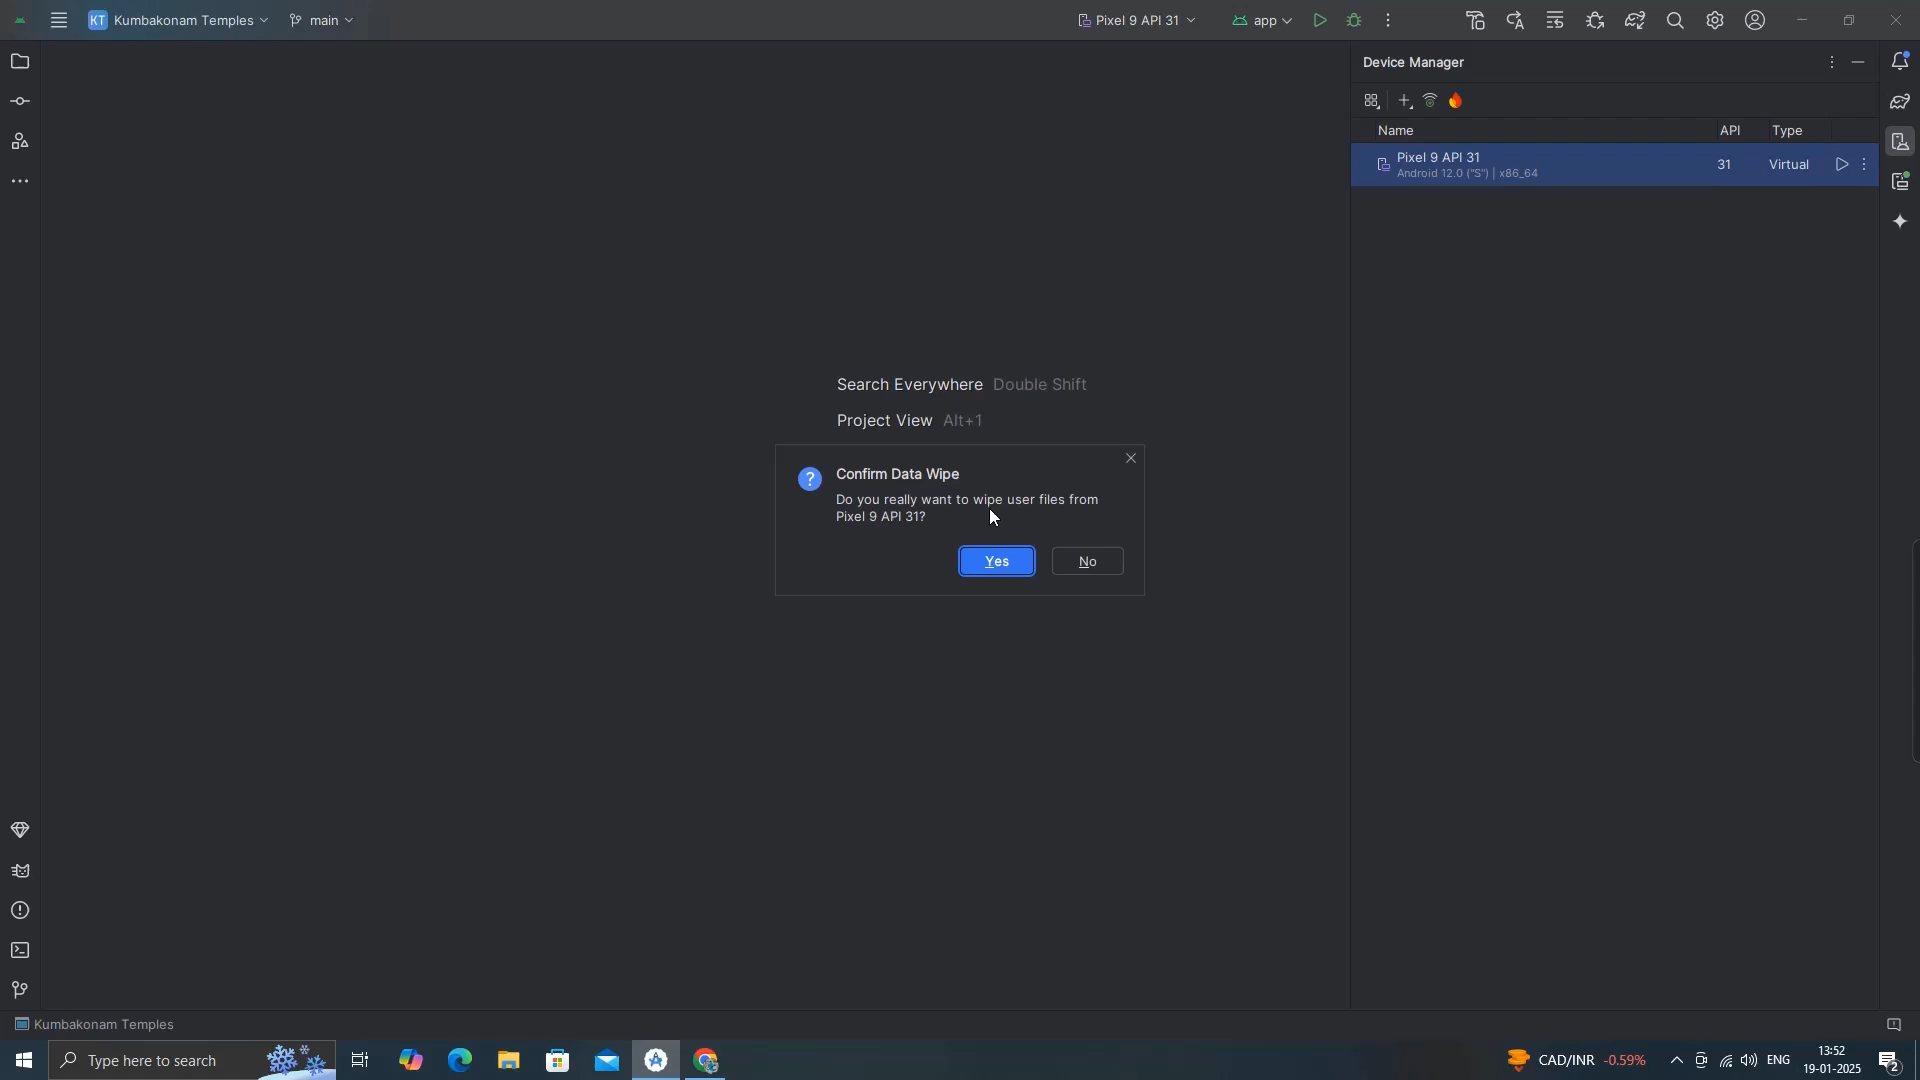 KT Kumbakonam Temples main Pixel 9 API 31 app
Device Manager
Name API Type
Pixel 9 API 31 31 Virtual
Android 12.0 ("S") | x86_64
Search Everywhere Double Shift
Project View Alt+1
Confirm Data Wipe
Do you really want to wipe user files from
Pixel 9 API 31?
Yes No
Kumbakonam Temples
Type here to search CAD/INR -0.59% ENG 13:52
19-01-2025
2